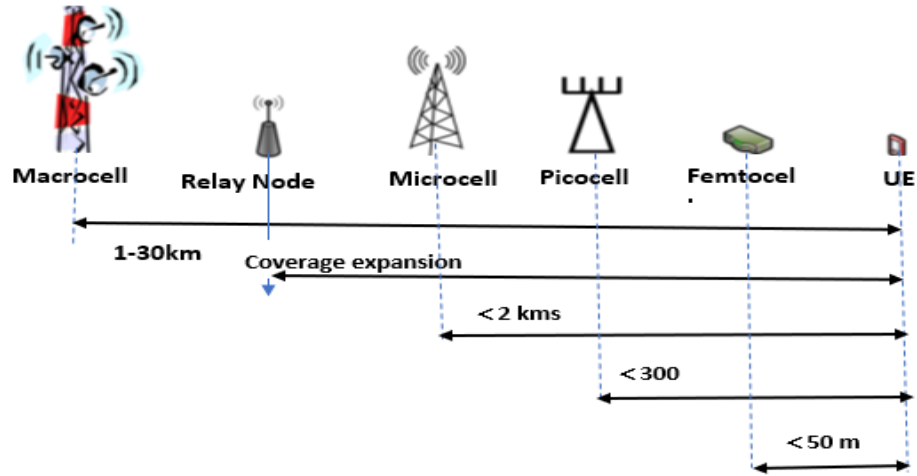 Macrocell
Relay Node
Microcell
Picocell
Femtocel
.
UE
1-30km
Coverage expansion
<2 kms
<300
<50 m